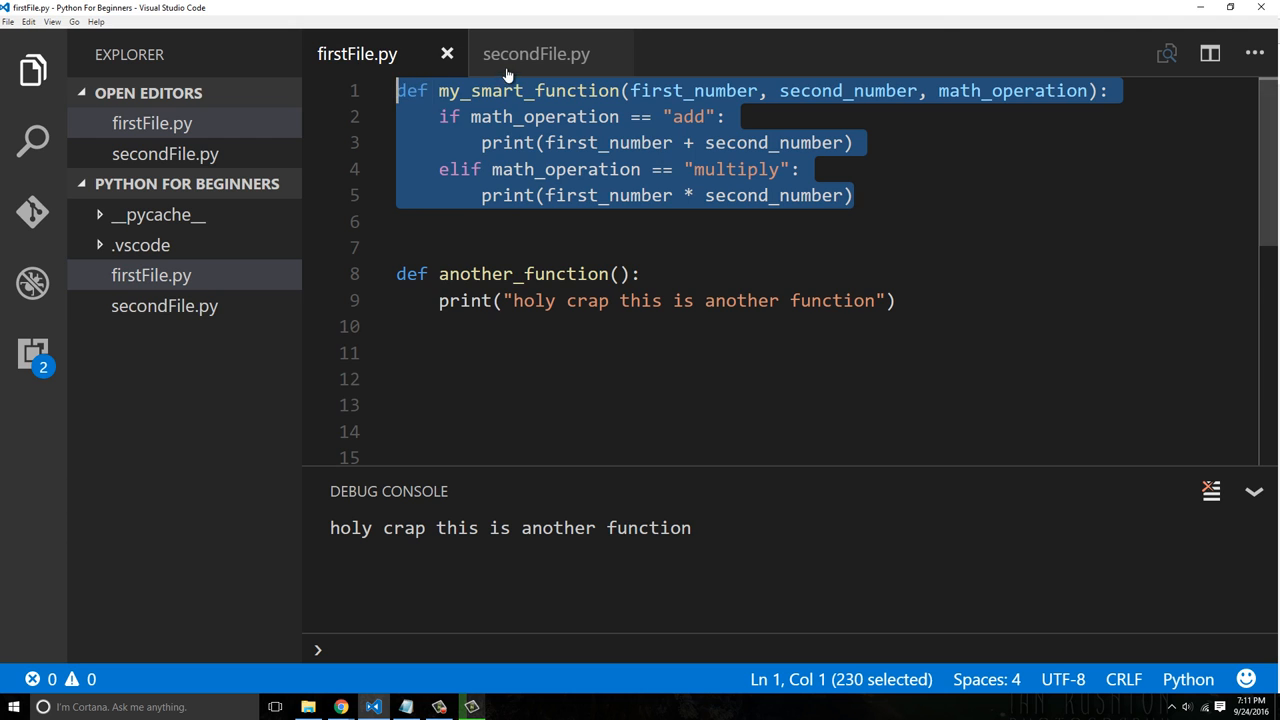 firstFile.py - Python For Beginners - Visual Studio Code
File Edit View Go Help
EXPLORER
OPEN EDITORS
firstFile.py
secondFile.py
PYTHON FOR BEGINNERS
__pycache__
.vscode
firstFile.py
secondFile.py
2
firstFile.py secondFile.py
1 def my_smart_function(first_number, second_number, math_operation):
2 if math_operation == "add":
3 print(first_number + second_number)
4 elif math_operation == "multiply":
5 print(first_number * second_number)
6
7
8 def another_function():
9 print("holy crap this is another function")
10
11
12
13
14
15
DEBUG CONSOLE
holy crap this is another function
0 0 Ln 1, Col 1 (230 selected) Spaces: 4 UTF-8 CRLF Python
I'm Cortana. Ask me anything.
7:11 PM
9/24/2016